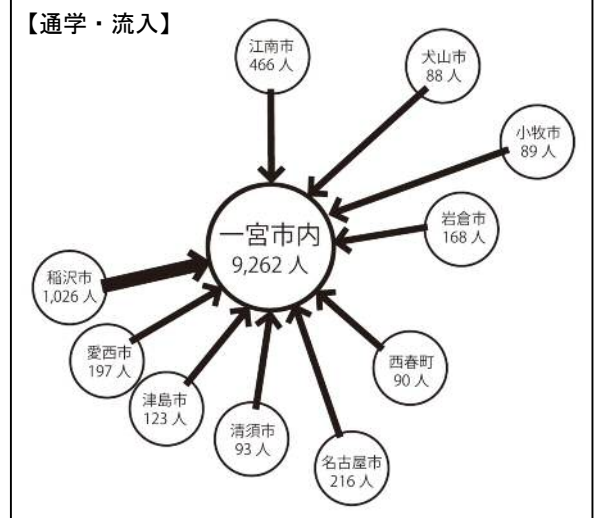 【通学・流入】
江南市
466 人
犬山市
88 人
小牧市
89 人
岩倉市
168 人
一宮市内
9,262 人
稲沢市
1,026 人
愛西市
197 人
津島市
123 人
清須市
93 人
名古屋市
216 人
西春町
90 人